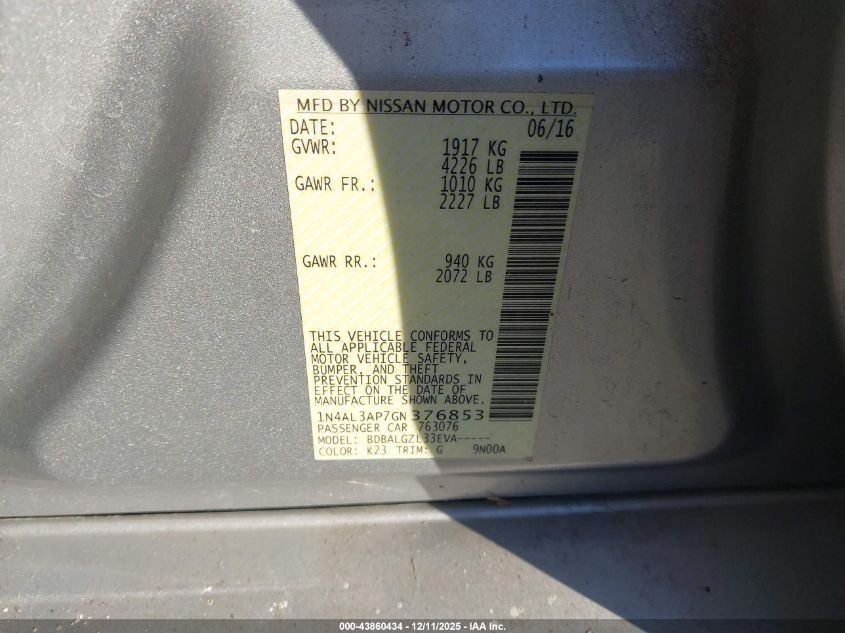 MFD BY NISSAN MOTOR CO., LTD.
DATE: 06/16
GVWR: 1917 KG
4226 LB
GAWR FR.: 1010 KG
2227 LB
GAWR RR.: 940 KG
2072 LB
THIS VEHICLE CONFORMS TO
ALL APPLICABLE FEDERAL
MOTOR VEHICLE SAFETY,
BUMPER, AND THEFT
PREVENTION STANDARDS IN
EFFECT ON THE DATE OF
MANUFACTURE SHOWN ABOVE.
1N4AL3AP7GN376853
PASSENGER CAR 763076
MODEL: BDBALGZL33EVA-----
COLOR: K23 TRIM: G 9N00A
000-43860434 - 12/11/2025 - IAA Inc.